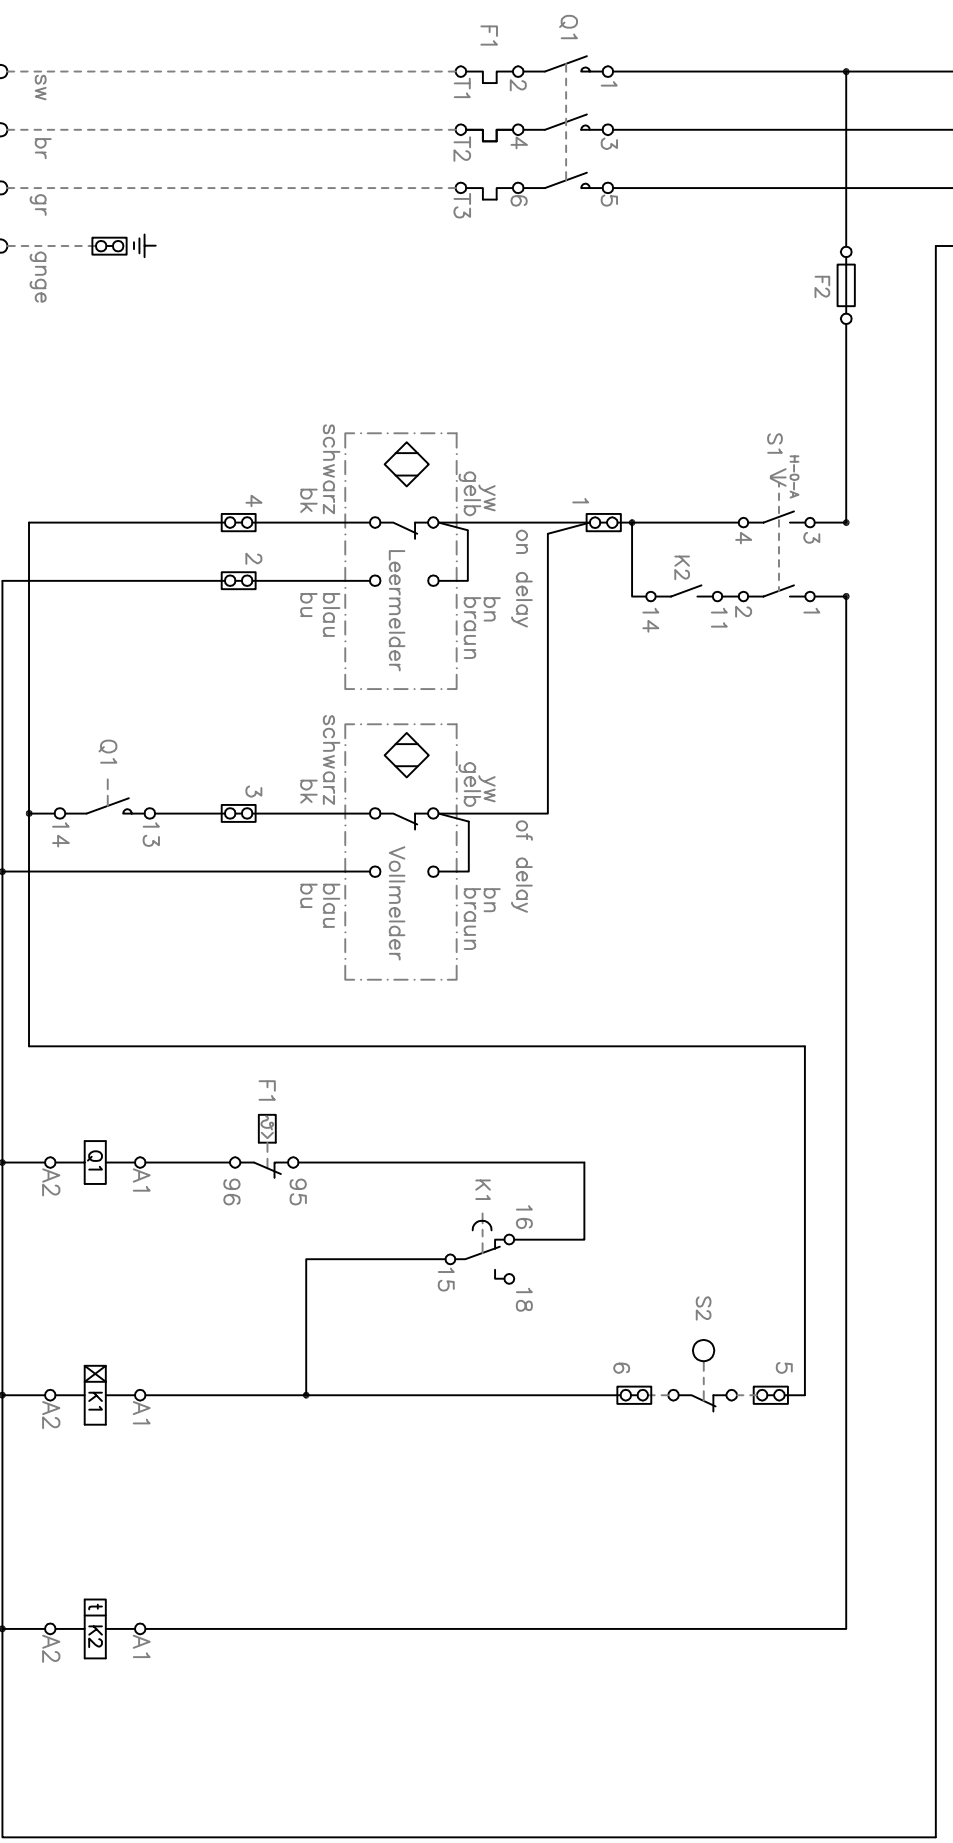 Q1
F1
1
2
T1
sw
3
4
T2
br
5
6
T3
gr
gnge
F2
H-0-A
S1
3
4
1
2
K2
11
14
1
on delay
yw
gelb
bn
braun
Leermelder
schwarz
bk
blau
bu
4
2
of delay
yw
gelb
bn
braun
Vollmelder
schwarz
bk
blau
bu
3
Q1
13
14
F1
95
96
A1
Q1
A2
K1
16
18
15
S2
5
6
A1
K1
A2
A1
t K2
A2